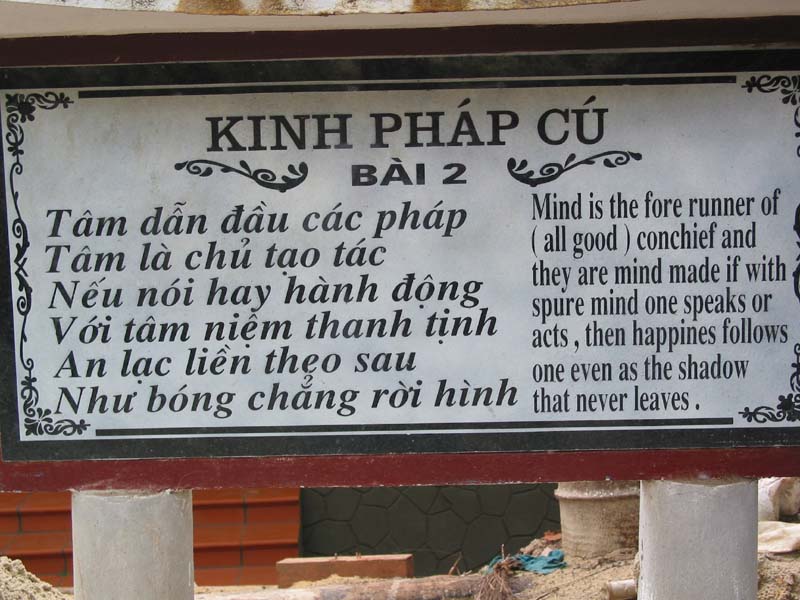 KINH PHÁP CÚ
BÀI 2
Tâm dẫn đầu các pháp
Tâm là chủ tạo tác
Nếu nói hay hành động
Với tâm niệm thanh tịnh
An lạc liền theo sau
Như bóng chẳng rời hình
Mind is the fore runner of
( all good ) conchief and
they are mind made if with
spure mind one speaks or
acts , then happines follows
one even as the shadow
that never leaves .